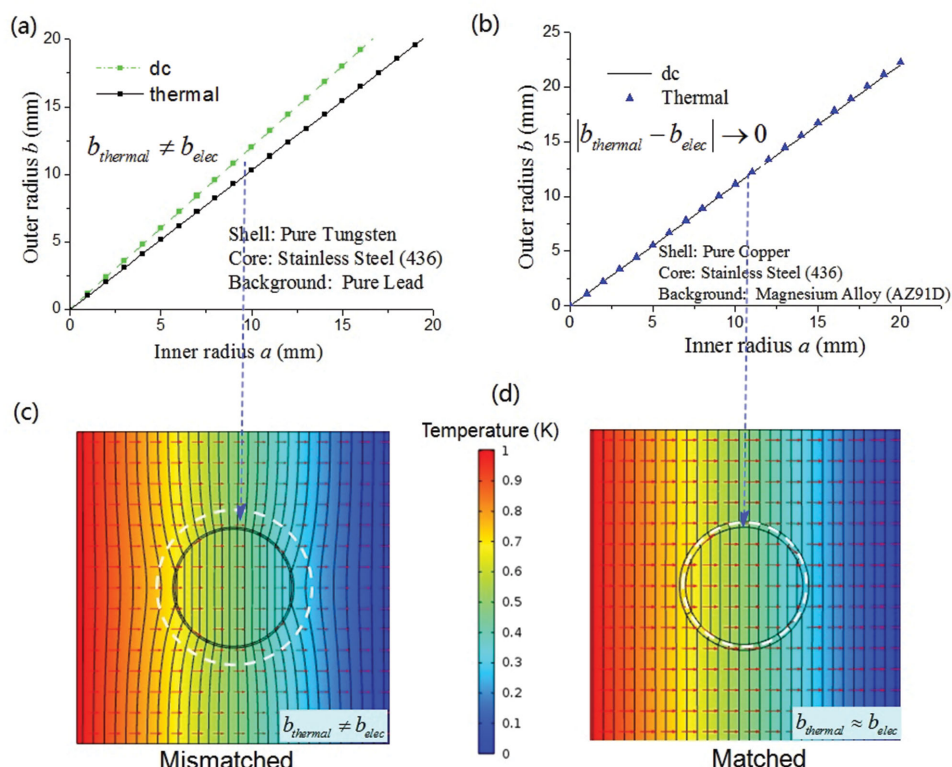 (a)
20
15
10
5
0
0
5
10
15
20
Outer radius b (mm)
Inner radius a (mm)
dc
thermal
b_thermal ≠ b_elec
Shell: Pure Tungsten
Core: Stainless Steel (436)
Background: Pure Lead
(b)
25
20
15
10
5
0
0
5
10
15
20
Outer radius b (mm)
Inner radius a (mm)
dc
Thermal
|b_thermal − b_elec| → 0
Shell: Pure Copper
Core: Stainless Steel (436)
Background: Magnesium Alloy (AZ91D)
(c)
b_thermal ≠ b_elec
Mismatched
Temperature (K)
1
0.9
0.8
0.7
0.6
0.5
0.4
0.3
0.2
0.1
0
(d)
b_thermal ≈ b_elec
Matched